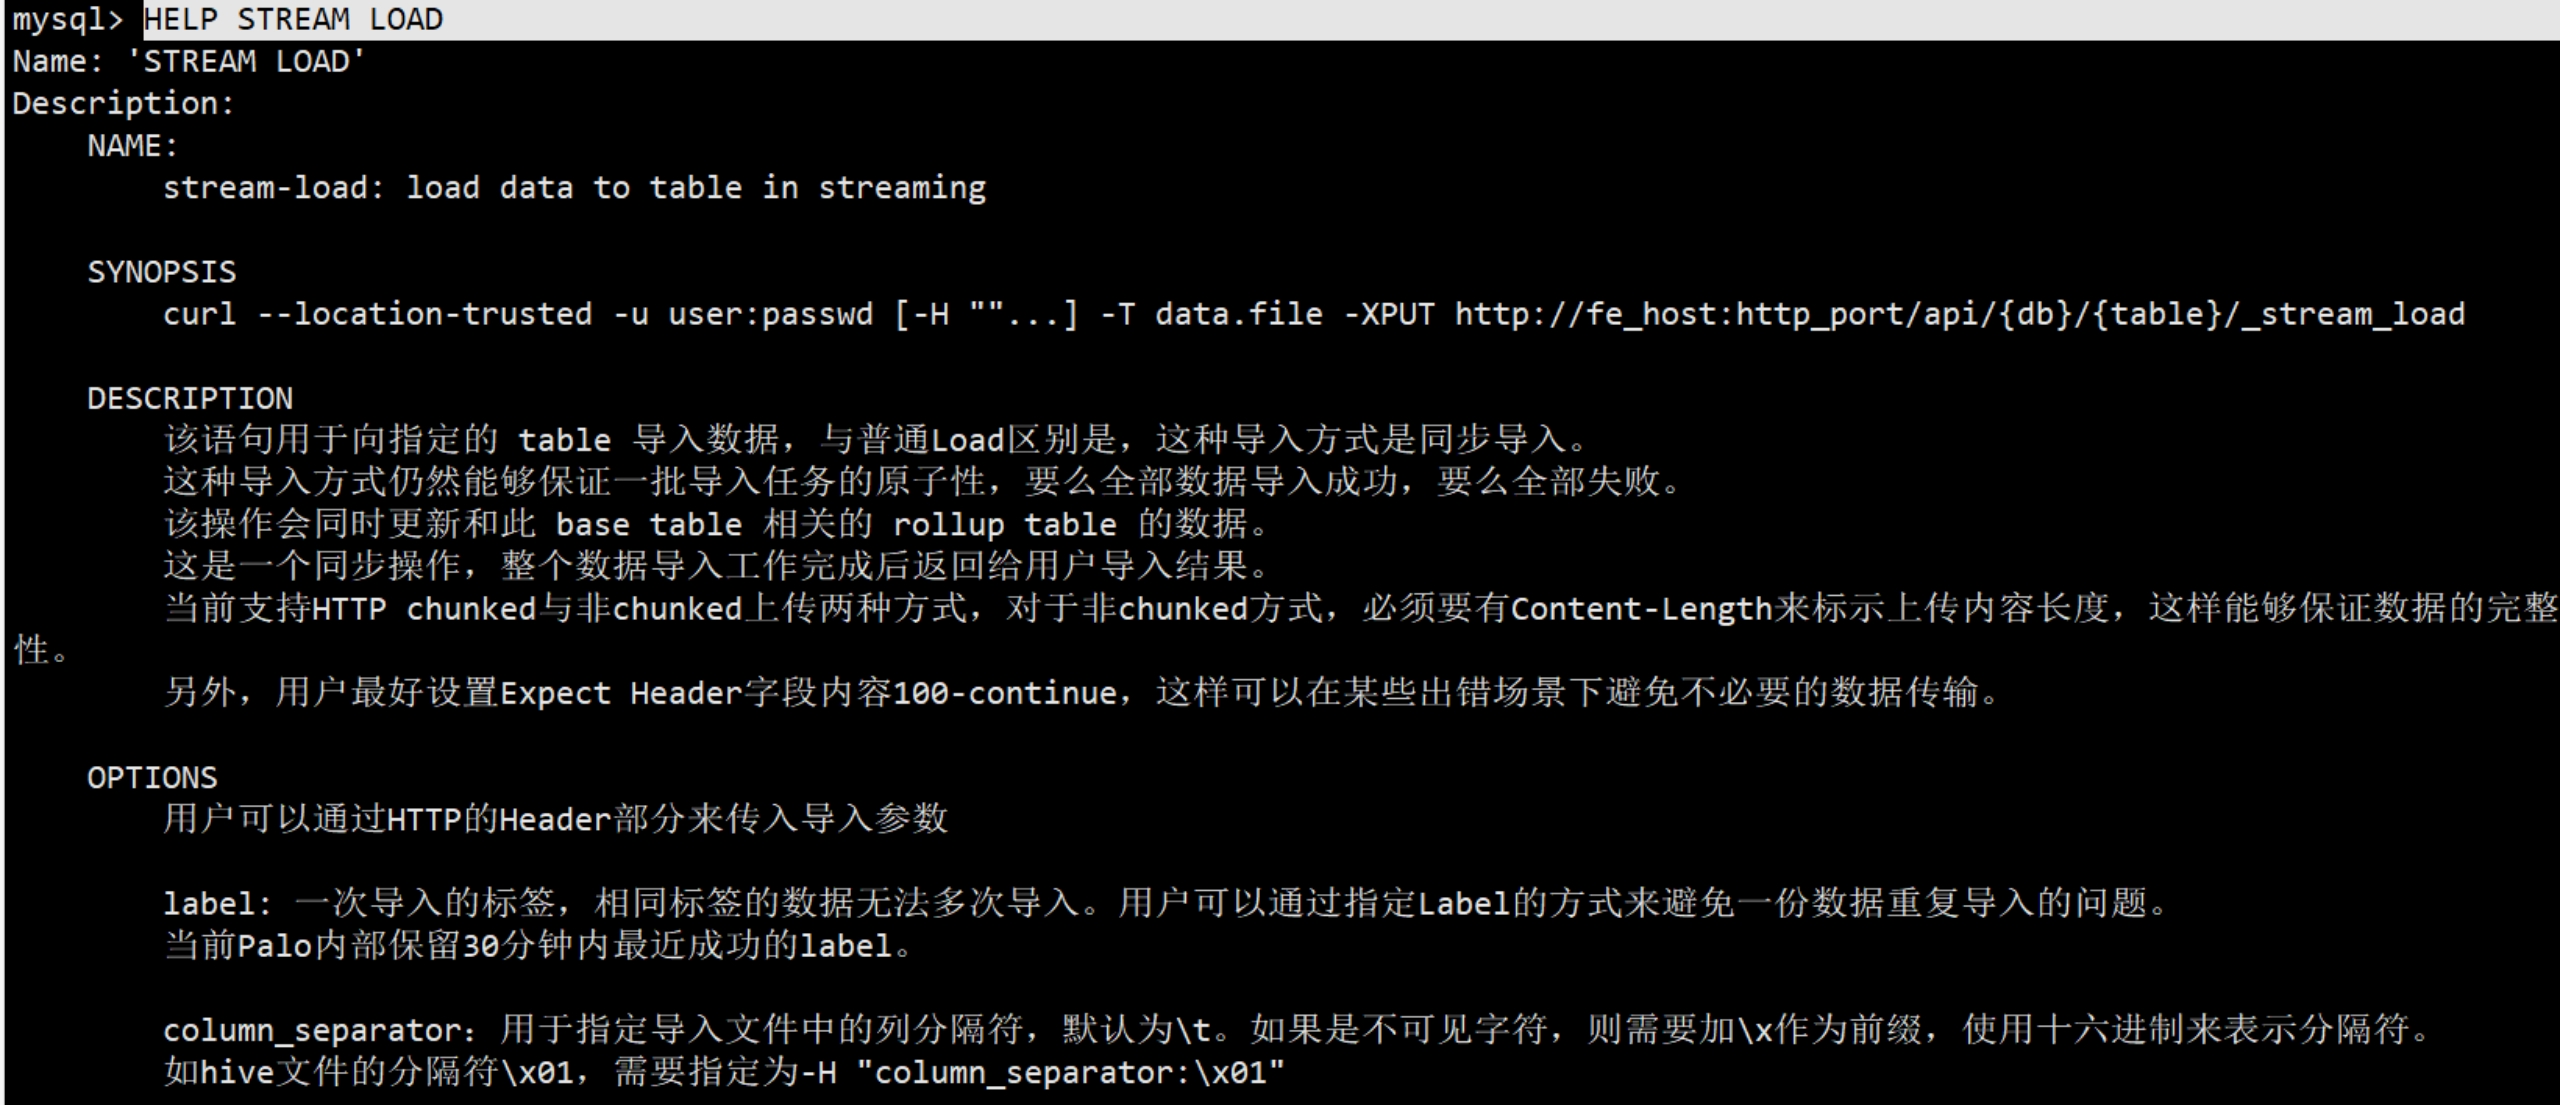 mysql> HELP STREAM LOAD
Name: 'STREAM LOAD'
Description:
NAME:
stream-load: load data to table in streaming
SYNOPSIS
curl --location-trusted -u user:passwd [-H ""...] -T data.file -XPUT http://fe_host:http_port/api/{db}/{table}/_stream_load
DESCRIPTION
该语句用于向指定的 table 导入数据，与普通Load区别是，这种导入方式是同步导入。
这种导入方式仍然能够保证一批导入任务的原子性，要么全部数据导入成功，要么全部失败。
该操作会同时更新和此 base table 相关的 rollup table 的数据。
这是一个同步操作，整个数据导入工作完成后返回给用户导入结果。
当前支持HTTP chunked与非chunked上传两种方式，对于非chunked方式，必须要有Content-Length来标示上传内容长度，这样能够保证数据的完整
性。
另外，用户最好设置Expect Header字段内容100-continue，这样可以在某些出错场景下避免不必要的数据传输。
OPTIONS
用户可以通过HTTP的Header部分来传入导入参数
label: 一次导入的标签，相同标签的数据无法多次导入。用户可以通过指定Label的方式来避免一份数据重复导入的问题。
当前Palo内部保留30分钟内最近成功的label。
column_separator：用于指定导入文件中的列分隔符，默认为\t。如果是不可见字符，则需要加\x作为前缀，使用十六进制来表示分隔符。
如hive文件的分隔符\x01，需要指定为-H "column_separator:\x01"